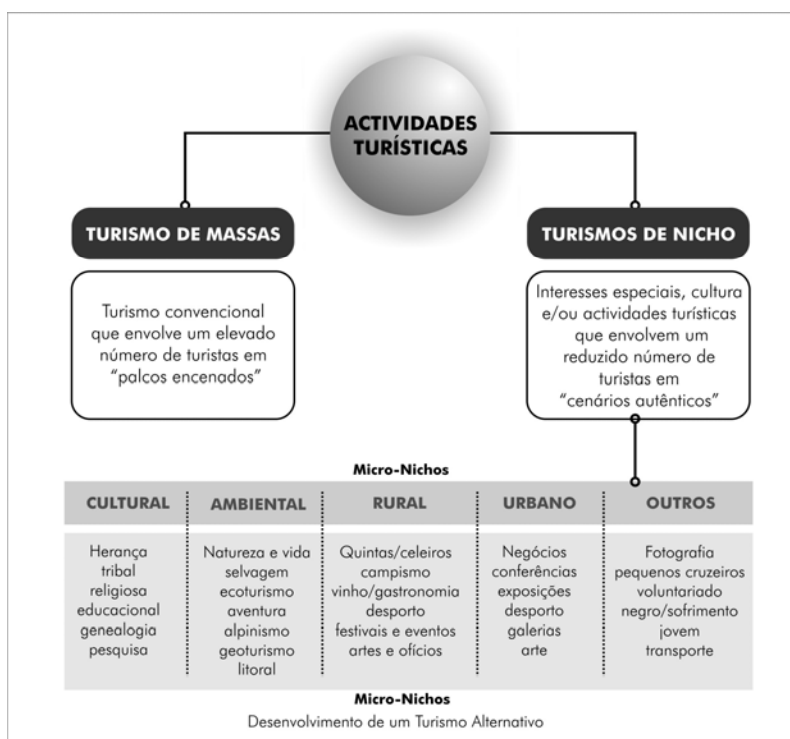 ACTIVIDADES
TURÍSTICAS
TURISMO DE MASSAS
Turismo convencional
que envolve um elevado
número de turistas em
“palcos encenados”
TURISMOS DE NICHO
Interesses especiais, cultura
e/ou actividades turísticas
que envolvem um
reduzido número de
turistas em
“cenários autênticos”
Micro-Nichos
CULTURAL
Herança
tribal
religiosa
educacional
genealogia
pesquisa
AMBIENTAL
Natureza e vida
selvagem
ecoturismo
aventura
alpinismo
geoturismo
litoral
RURAL
Quintas/celeiros
campismo
vinho/gastronomia
desporto
festivais e eventos
artes e ofícios
URBANO
Negócios
conferências
exposições
desporto
galerias
arte
OUTROS
Fotografia
pequenos cruzeiros
voluntariado
negro/sofrimento
jovem
transporte
Micro-Nichos
Desenvolvimento de um Turismo Alternativo